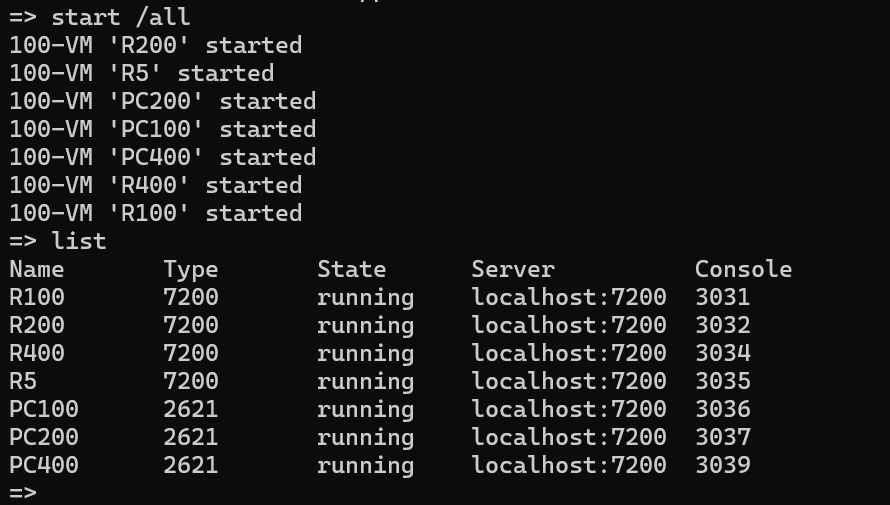 => start /all
100-VM 'R200' started
100-VM 'R5' started
100-VM 'PC200' started
100-VM 'PC100' started
100-VM 'PC400' started
100-VM 'R400' started
100-VM 'R100' started
=> list
Name       Type       State      Server          Console
R100       7200       running    localhost:7200  3031
R200       7200       running    localhost:7200  3032
R400       7200       running    localhost:7200  3034
R5         7200       running    localhost:7200  3035
PC100      2621       running    localhost:7200  3036
PC200      2621       running    localhost:7200  3037
PC400      2621       running    localhost:7200  3039
=>